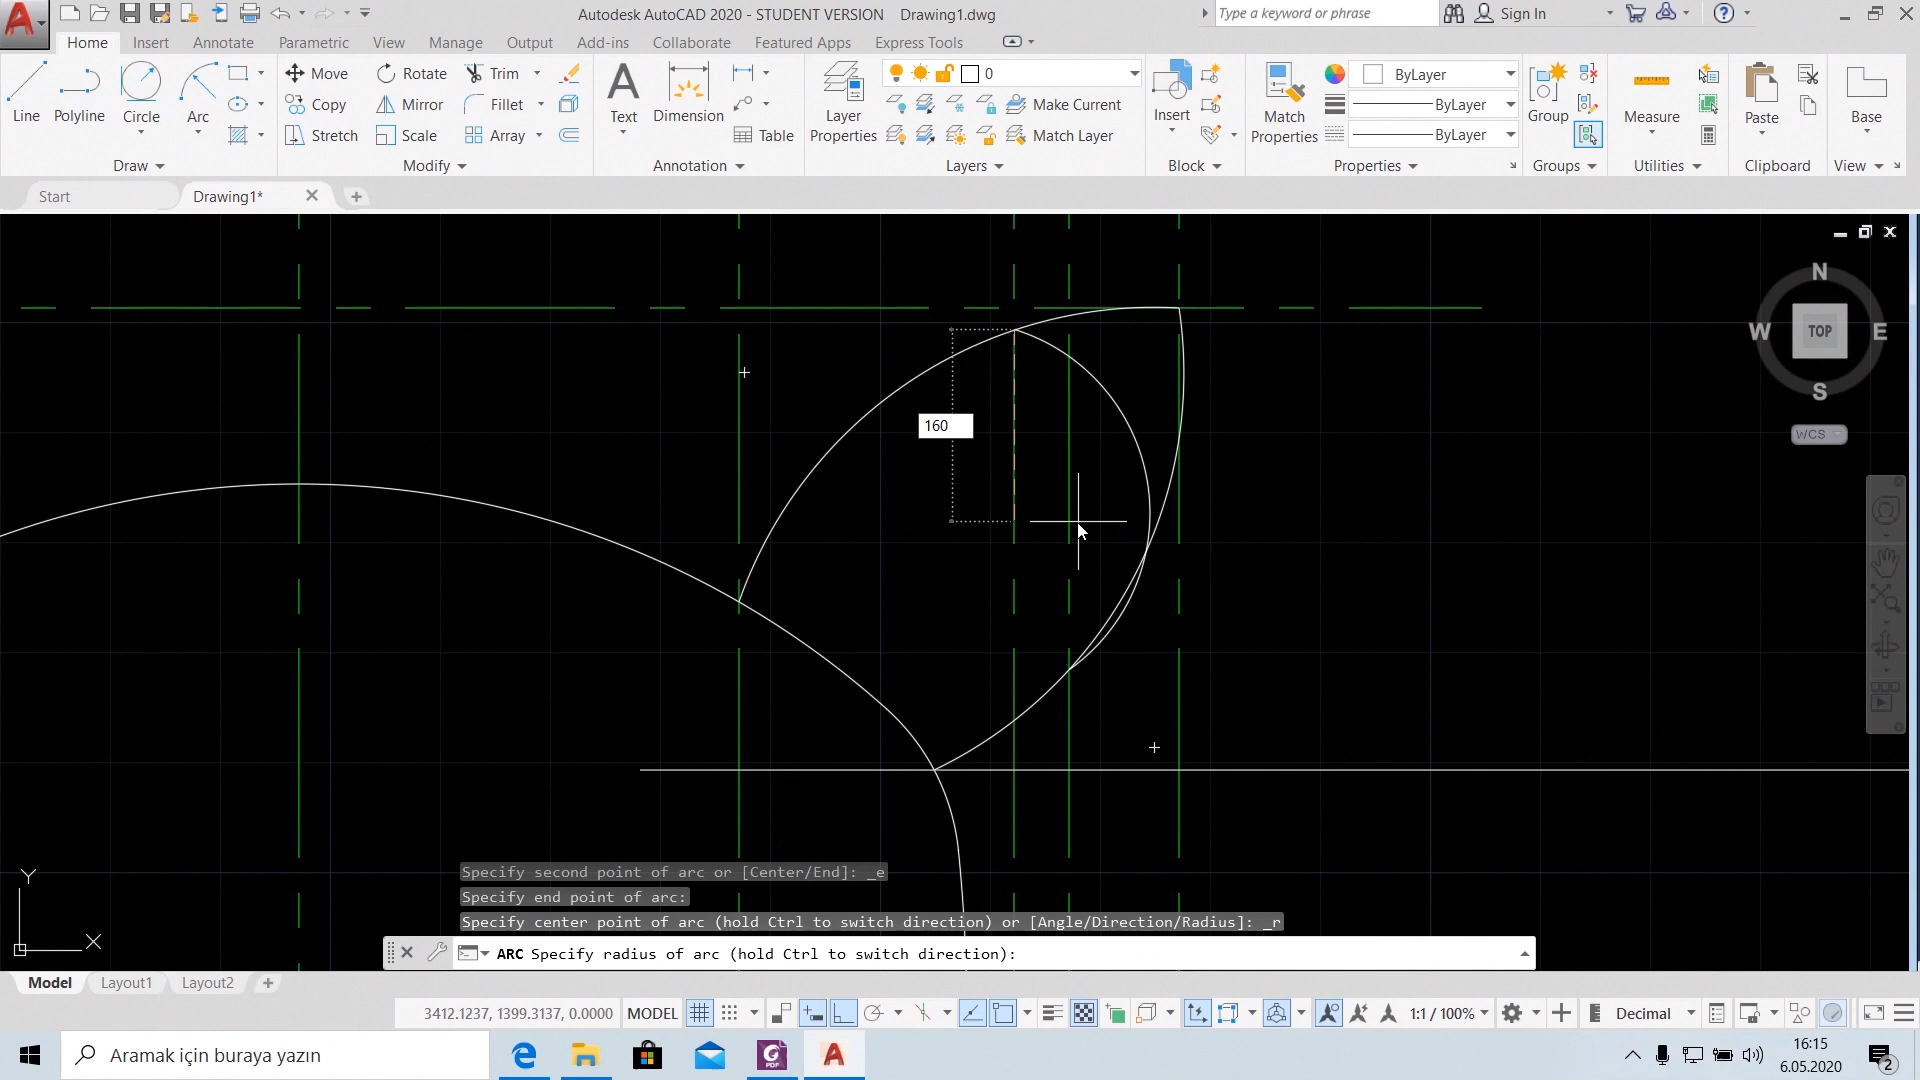 Autodesk AutoCAD 2020 - STUDENT VERSION Drawing1.dwg
Type a keyword or phrase
Sign In
Home Insert Annotate Parametric View Manage Output Add-ins Collaborate Featured Apps Express Tools
Line Polyline Circle Arc
Move Rotate Trim
Copy Mirror Fillet
Stretch Scale Array
Text Dimension Table
Layer Properties
0
Make Current
Match Layer
Insert
Match Properties
ByLayer
ByLayer
ByLayer
Group Measure Paste Base
Draw Modify Annotation Layers Block Properties Groups Utilities Clipboard View
Start Drawing1*
N
W TOP E
S
WCS
160
Y
X
Specify second point of arc or [Center/End]: _e
Specify end point of arc:
Specify center point of arc (hold Ctrl to switch direction) or [Angle/Direction/Radius]: _r
ARC Specify radius of arc (hold Ctrl to switch direction):
Model Layout1 Layout2
3412.1237, 1399.3137, 0.0000 MODEL 1:1 / 100% Decimal
Aramak için buraya yazın
PDF
16:15
6.05.2020
2